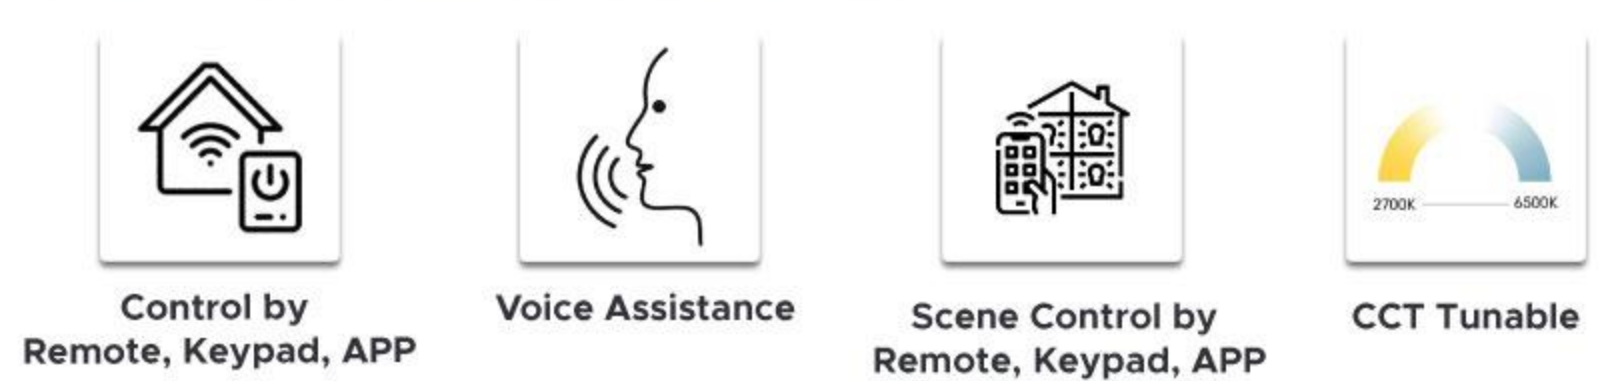 Control by
Remote, Keypad, APP
Voice Assistance
Scene Control by
Remote, Keypad, APP
2700K
6500K
CCT Tunable